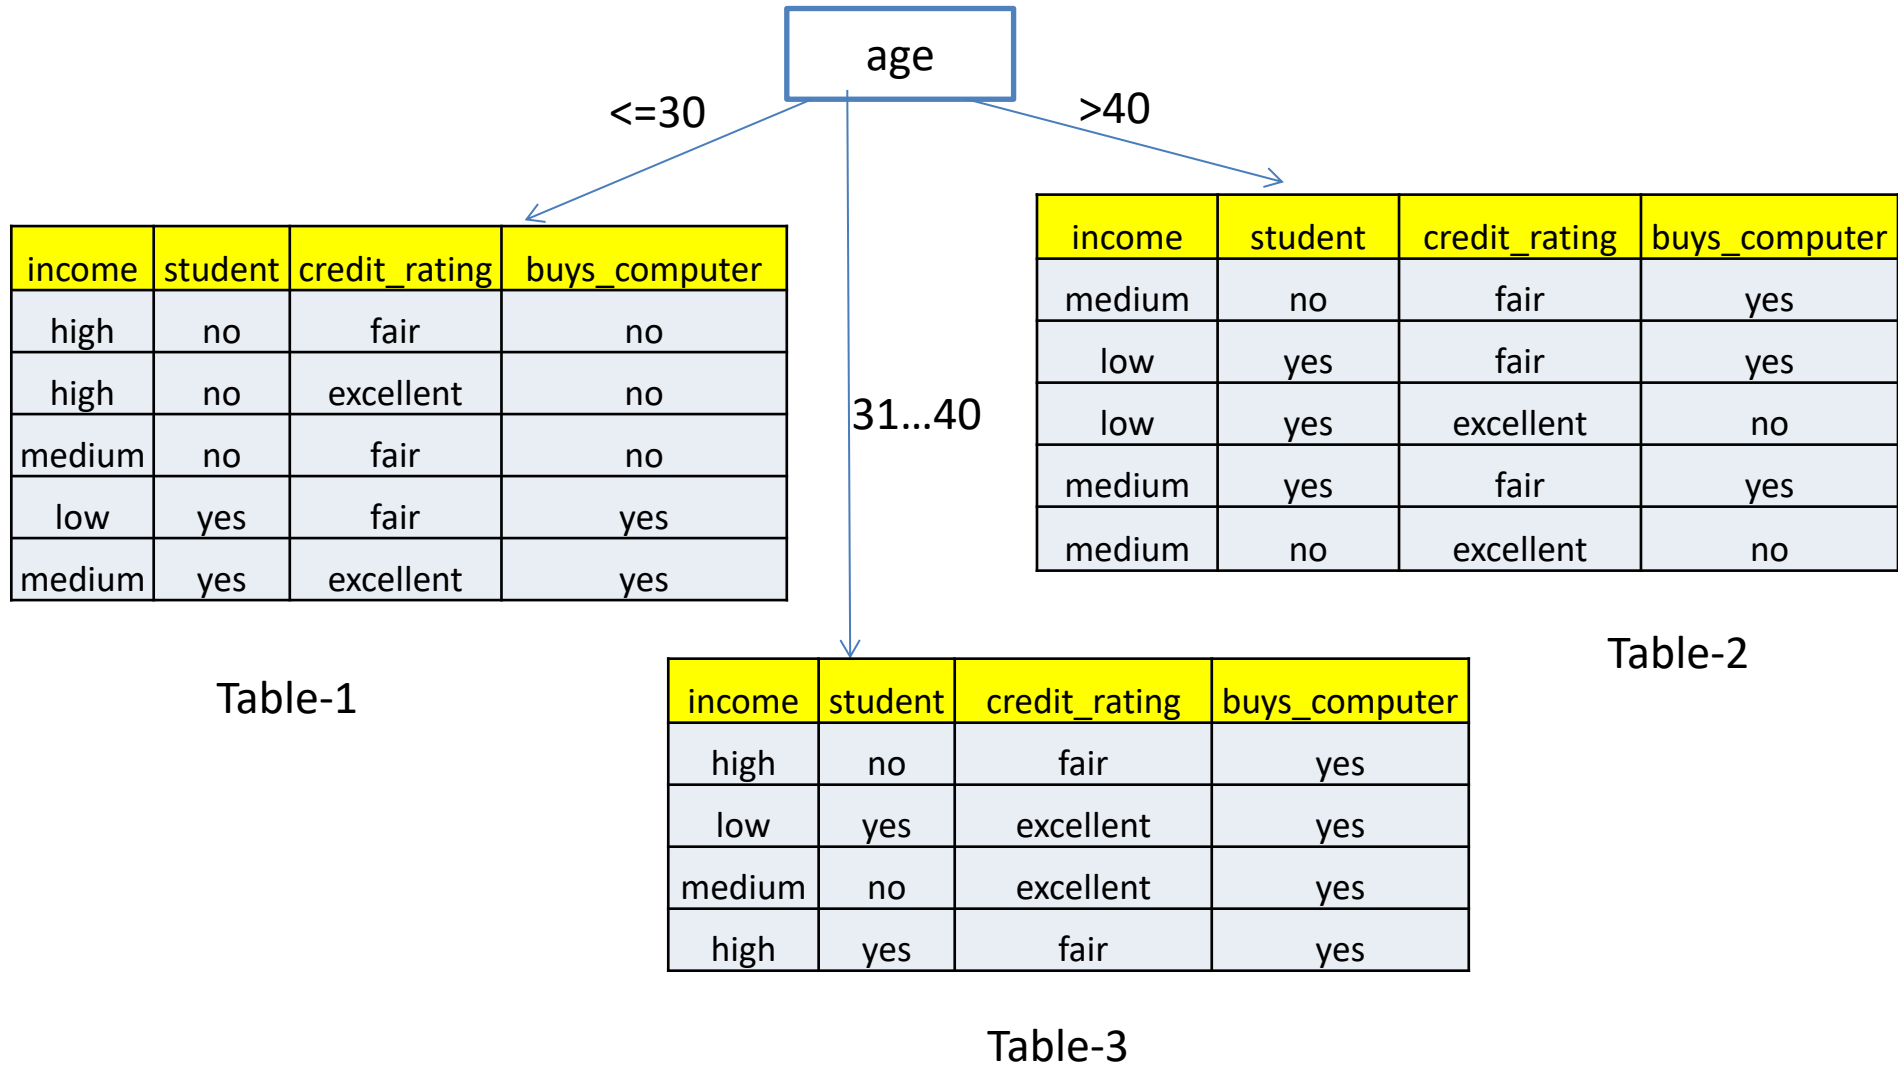 age
<=30
>40
31...40
income student credit_rating buys_computer
high no fair no
high no excellent no
medium no fair no
low yes fair yes
medium yes excellent yes
Table-1
income student credit_rating buys_computer
medium no fair yes
low yes fair yes
low yes excellent no
medium yes fair yes
medium no excellent no
Table-2
income student credit_rating buys_computer
high no fair yes
low yes excellent yes
medium no excellent yes
high yes fair yes
Table-3